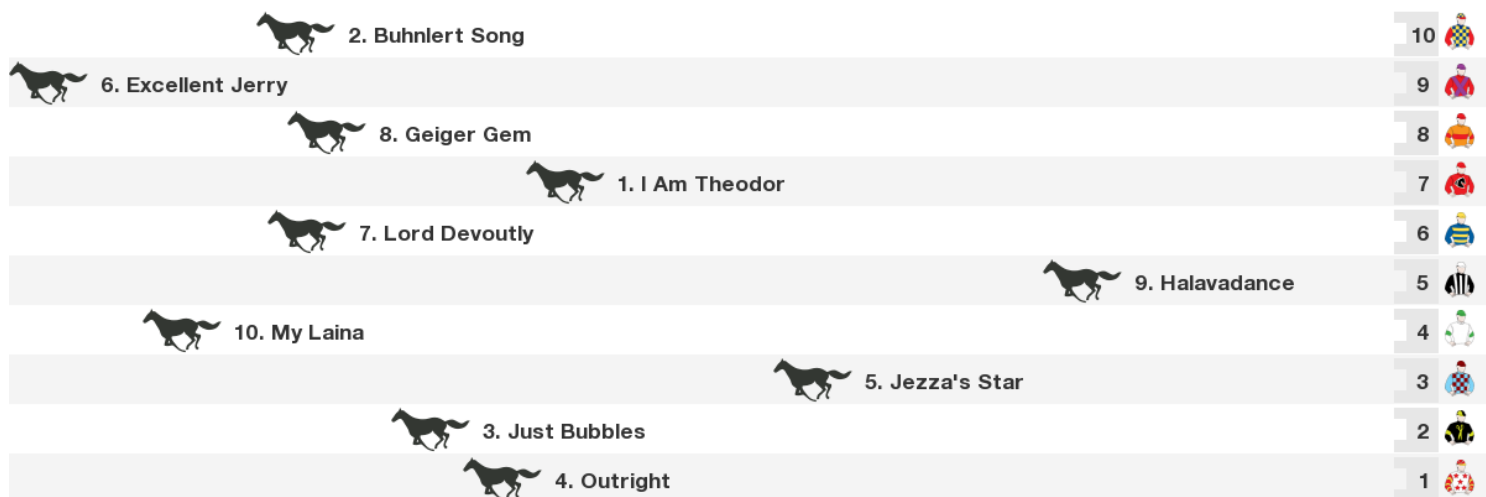 2. Buhnlert Song 10
6. Excellent Jerry 9
8. Geiger Gem 8
1. I Am Theodor 7
7. Lord Devoutly 6
9. Halavadance 5
10. My Laina 4
5. Jezza's Star 3
3. Just Bubbles 2
4. Outright 1